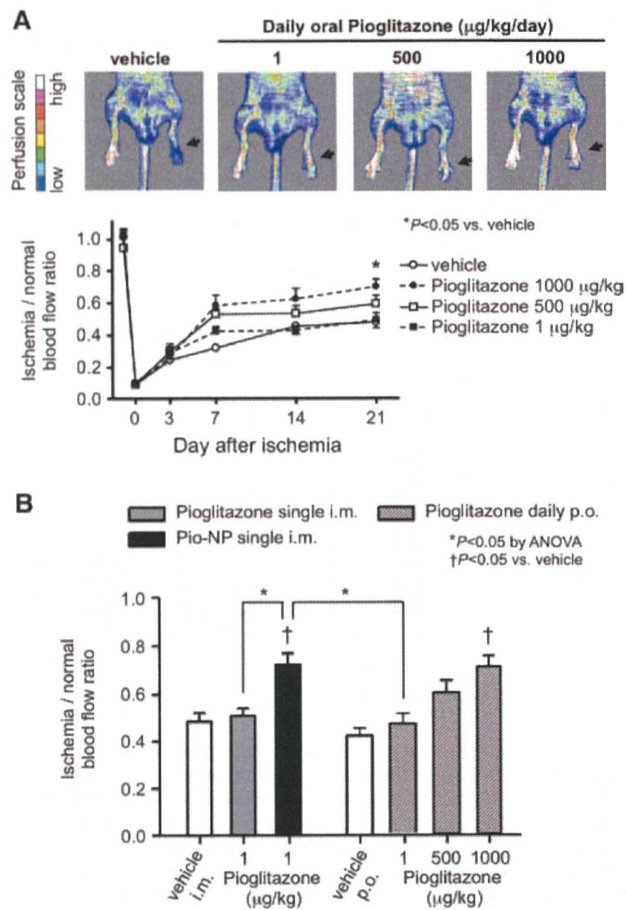 A
Daily oral Pioglitazone (µg/kg/day)
vehicle 1 500 1000
Perfusion scale
high
low
*P<0.05 vs. vehicle
Ischemia / normal
blood flow ratio
1.0
0.8
0.6
0.4
0.2
0.0
*
vehicle
Pioglitazone 1000 µg/kg
Pioglitazone 500 µg/kg
Pioglitazone 1 µg/kg
0 3 7 14 21
Day after ischemia
B
Pioglitazone single i.m. Pioglitazone daily p.o.
Pio-NP single i.m.
*P<0.05 by ANOVA
†P<0.05 vs. vehicle
Ischemia / normal
blood flow ratio
1.0
0.8
0.6
0.4
0.2
0.0
* *
† †
vehicle i.m. 1 1 vehicle p.o. 1 500 1000
Pioglitazone Pioglitazone
(µg/kg) (µg/kg)